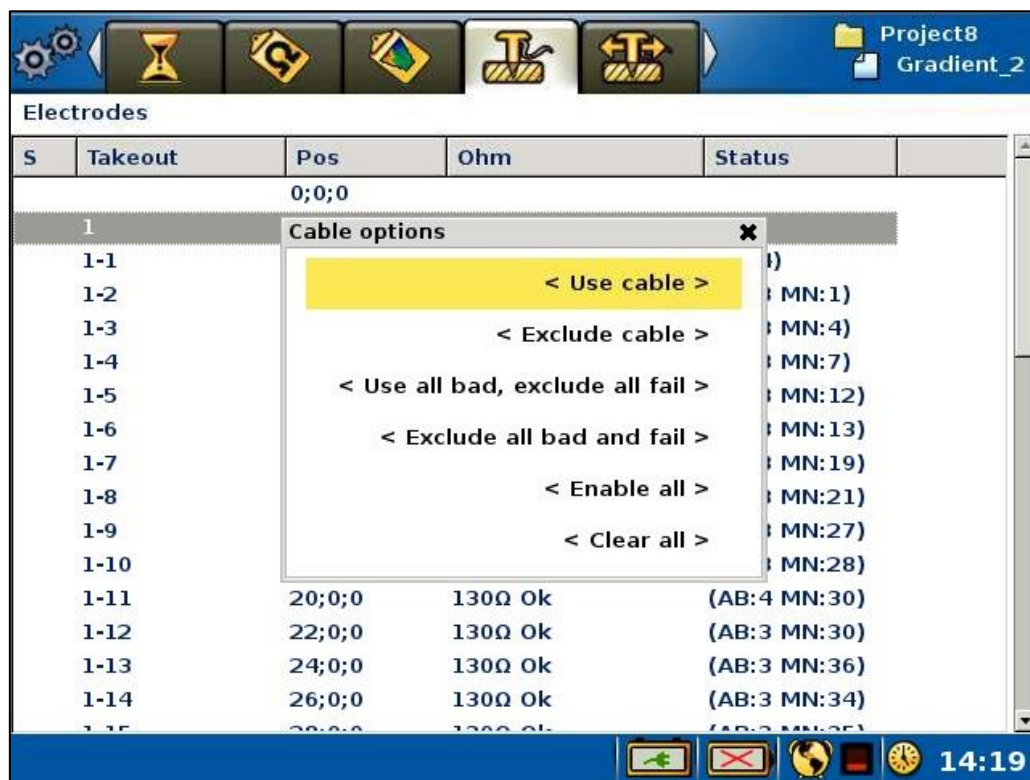 Project8
Gradient_2
Electrodes
S Takeout Pos Ohm Status
0;0;0
1
Cable options
1-1
< Use cable >
1-2 MN:1)
1-3 < Exclude cable > MN:4)
1-4 MN:7)
1-5 < Use all bad, exclude all fail > MN:12)
1-6 < Exclude all bad and fail > MN:13)
1-7 MN:19)
1-8 < Enable all > MN:21)
1-9 MN:27)
< Clear all >
1-10 MN:28)
1-11 20;0;0 130Ω Ok (AB:4 MN:30)
1-12 22;0;0 130Ω Ok (AB:3 MN:30)
1-13 24;0;0 130Ω Ok (AB:3 MN:36)
1-14 26;0;0 130Ω Ok (AB:3 MN:34)
14:19